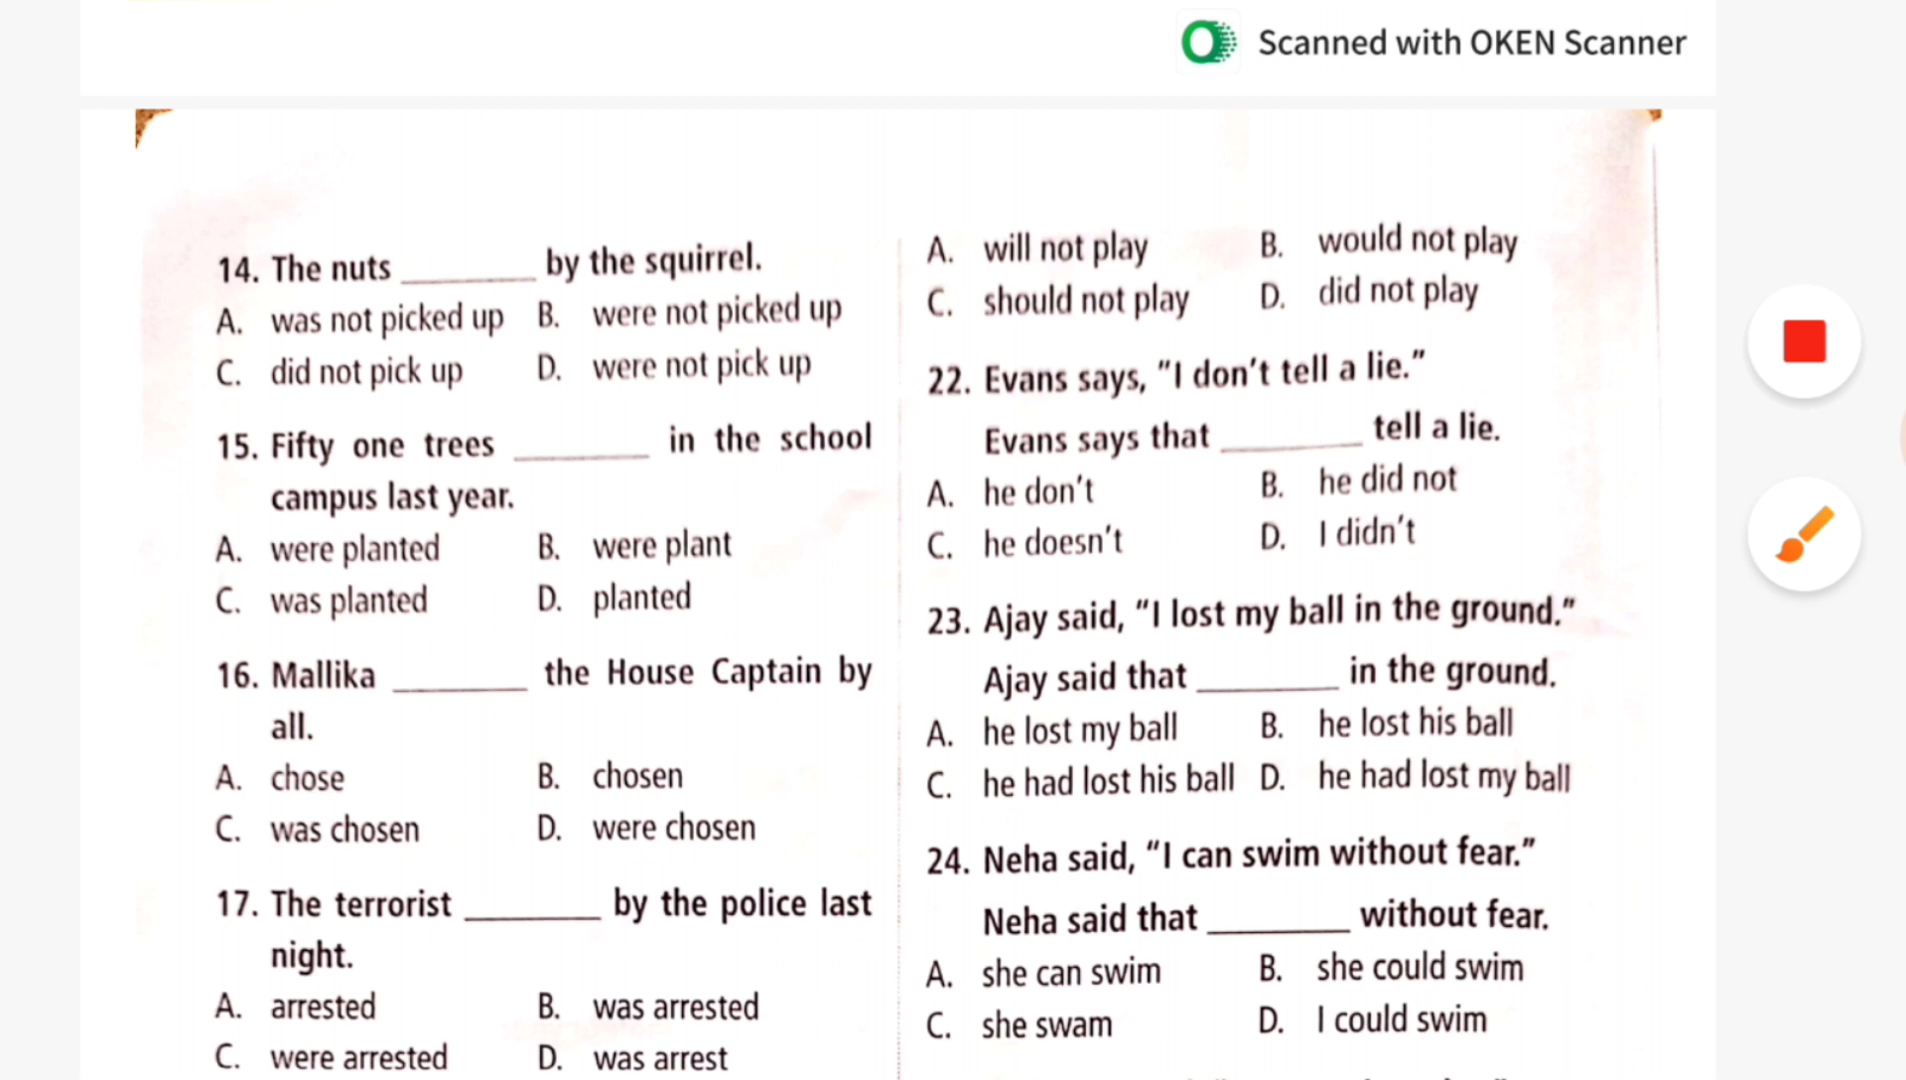 Scanned with OKEN Scanner
14. The nuts ________ by the squirrel.
A. was not picked up B. were not picked up
C. did not pick up D. were not pick up
15. Fifty one trees ________ in the school
campus last year.
A. were planted B. were plant
C. was planted D. planted
16. Mallika ________ the House Captain by
all.
A. chose B. chosen
C. was chosen D. were chosen
17. The terrorist ________ by the police last
night.
A. arrested B. was arrested
C. were arrested D. was arrest
A. will not play B. would not play
C. should not play D. did not play
22. Evans says, “I don’t tell a lie.”
Evans says that ________ tell a lie.
A. he don’t B. he did not
C. he doesn’t D. I didn’t
23. Ajay said, “I lost my ball in the ground.”
Ajay said that ________ in the ground.
A. he lost my ball B. he lost his ball
C. he had lost his ball D. he had lost my ball
24. Neha said, “I can swim without fear.”
Neha said that ________ without fear.
A. she can swim B. she could swim
C. she swam D. I could swim